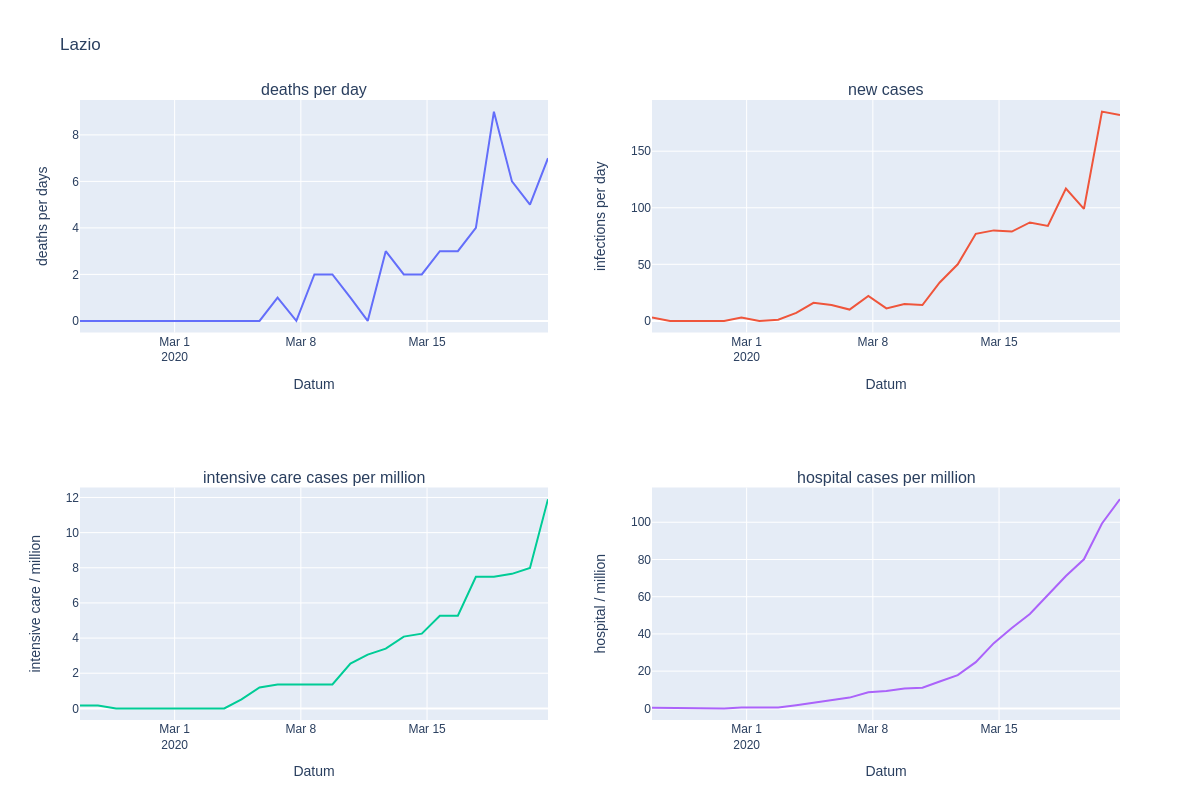 Lazio
deaths per day
deaths per days
8
6
4
2
0
Mar 1
2020
Mar 8
Mar 15
Datum
new cases
infections per day
150
100
50
0
Mar 1
2020
Mar 8
Mar 15
Datum
intensive care cases per million
intensive care / million
12
10
8
6
4
2
0
Mar 1
2020
Mar 8
Mar 15
Datum
hospital cases per million
hospital / million
100
80
60
40
20
0
Mar 1
2020
Mar 8
Mar 15
Datum